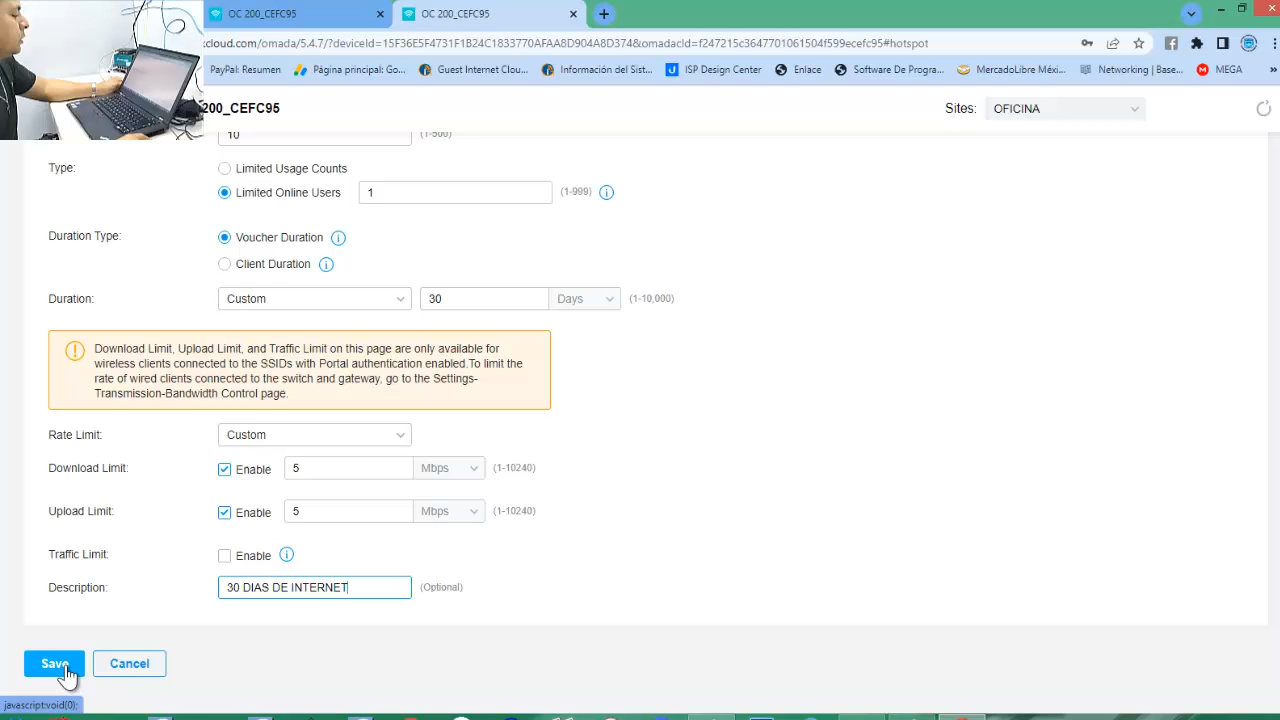 OC 200_CEFC95
OC 200_CEFC95
xcloud.com/omada/5.4.7/?deviceId=15F36E5F4731F1B24C1833770AFAA8D904A8D374&omadacId=f247215c3647701061504f599ecefc95#hotspot
PayPal: Resumen
Página principal: Go...
Guest Internet Clou...
Información del Sist...
ISP Design Center
Enlace
Software De Progra...
MercadoLibre Méxi...
Networking | Base...
MEGA
200_CEFC95
Sites:
OFICINA
10
(1-500)
Type:
Limited Usage Counts
Limited Online Users
1
(1-999)
Duration Type:
Voucher Duration
Client Duration
Duration:
Custom
30
Days
(1-10,000)
Download Limit, Upload Limit, and Traffic Limit on this page are only available for
wireless clients connected to the SSIDs with Portal authentication enabled.To limit the
rate of wired clients connected to the switch and gateway, go to the Settings-
Transmission-Bandwidth Control page.
Rate Limit:
Custom
Download Limit:
Enable
5
Mbps
(1-10240)
Upload Limit:
Enable
5
Mbps
(1-10240)
Traffic Limit:
Enable
Description:
30 DIAS DE INTERNET
(Optional)
Save
Cancel
javascript:void(0);